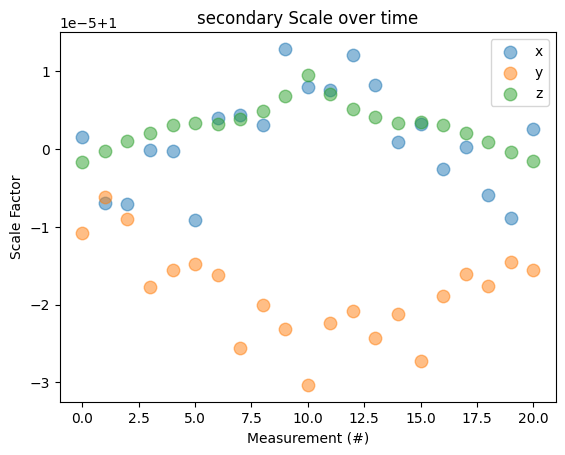 secondary Scale over time
1e−5+1
x
y
z
1
0
−1
−2
−3
Scale Factor
0.0 2.5 5.0 7.5 10.0 12.5 15.0 17.5 20.0
Measurement (#)